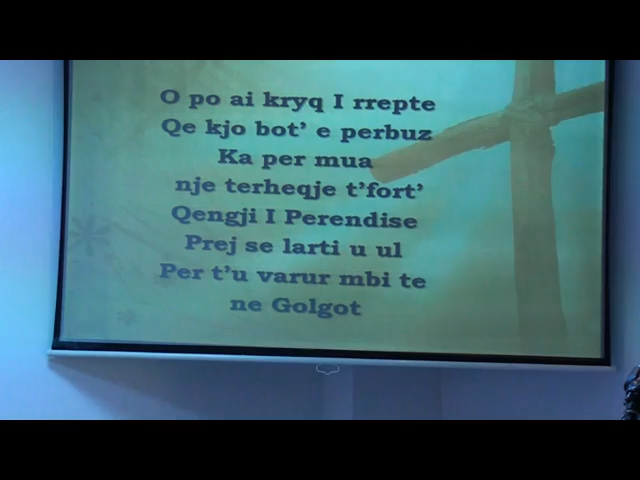 O po ai kryq I rrepte
Qe kjo bot’ e perbuz
Ka per mua
nje terheqje t’fort’
Qengji I Perendise
Prej se larti u ul
Per t’u varur mbi te
ne Golgot